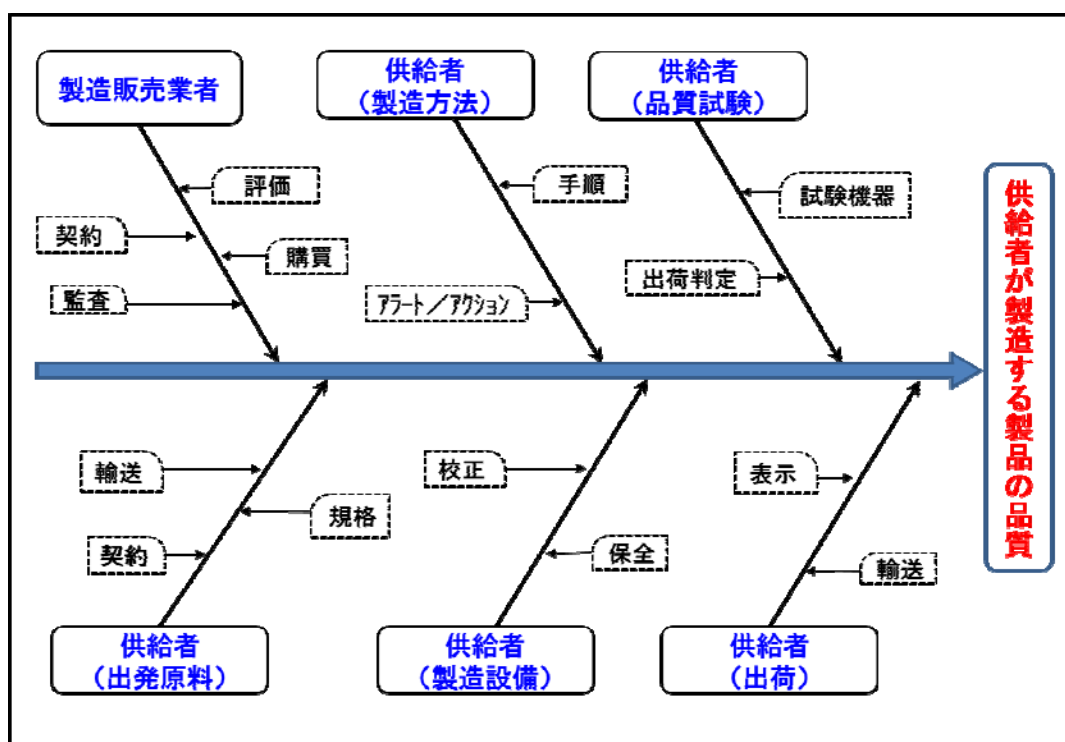 製造販売業者
供給者
（製造方法）
供給者
（品質試験）
評価
契約
購買
監査
手順
ｱﾗｰﾄ／ｱｸｼｮﾝ
試験機器
出荷判定
供給者が製造する製品の品質
輸送
規格
契約
校正
保全
表示
輸送
供給者
（出発原料）
供給者
（製造設備）
供給者
（出荷）